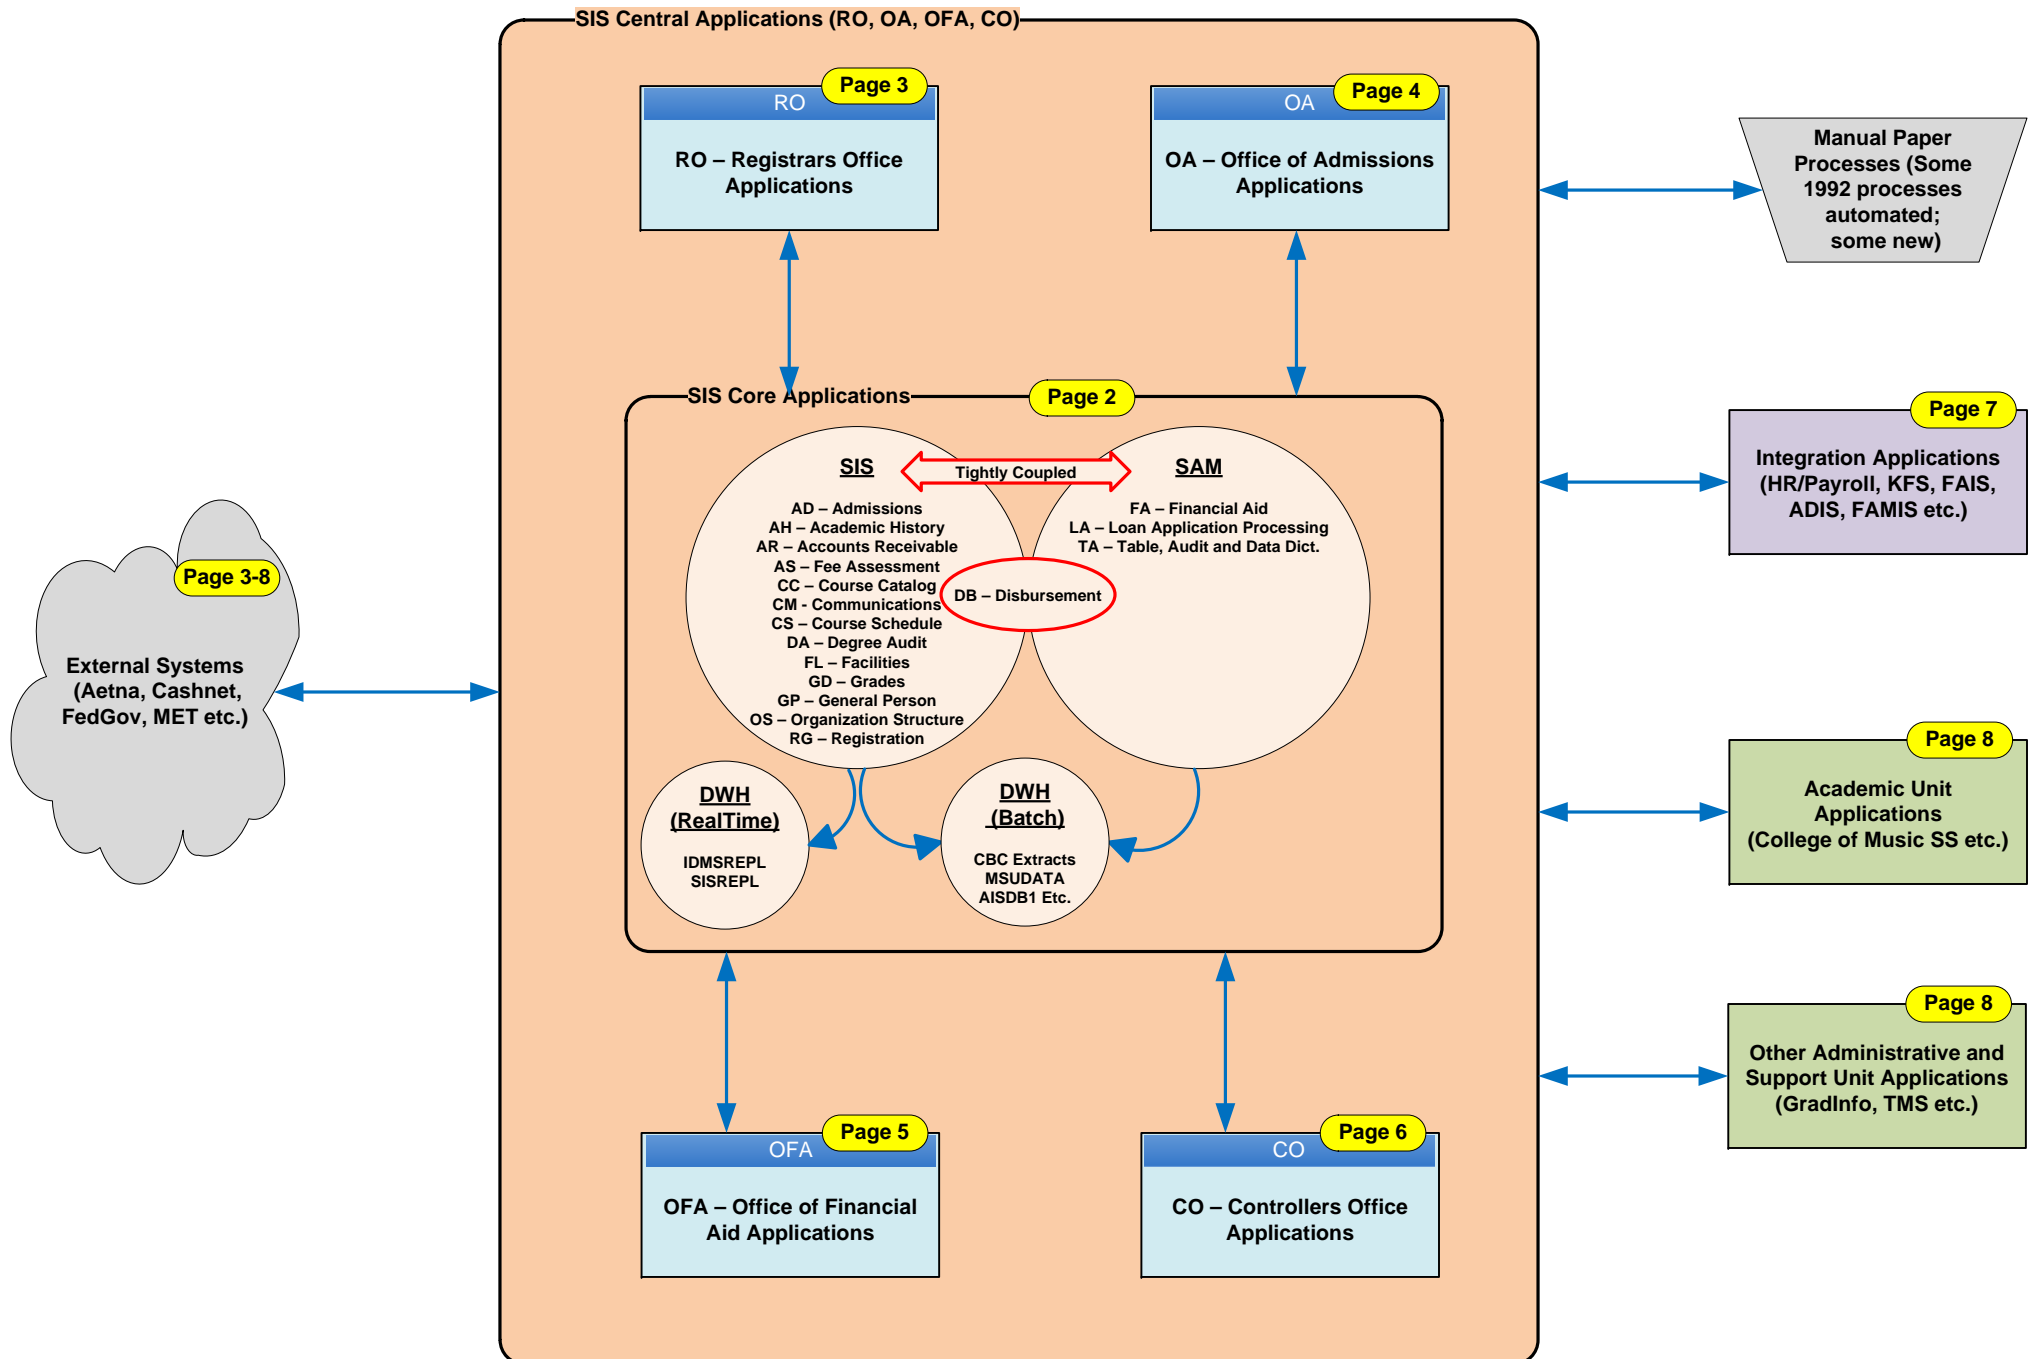 SIS Central Applications (RO, OA, OFA, CO)
Page 3
RO
RO – Registrars Office
Applications
Page 4
OA
OA – Office of Admissions
Applications
Manual Paper
Processes (Some
1992 processes
automated;
some new)
SIS Core Applications
Page 2
SIS
Tightly Coupled
SAM
AD – Admissions
AH – Academic History
AR – Accounts Receivable
AS – Fee Assessment
CC – Course Catalog
CM - Communications
CS – Course Schedule
DA – Degree Audit
FL – Facilities
GD – Grades
GP – General Person
OS – Organization Structure
RG – Registration
FA – Financial Aid
LA – Loan Application Processing
TA – Table, Audit and Data Dict.
DB – Disbursement
DWH
(RealTime)
IDMSREPL
SISREPL
DWH
(Batch)
CBC Extracts
MSUDATA
AISDB1 Etc.
Page 7
Integration Applications
(HR/Payroll, KFS, FAIS,
ADIS, FAMIS etc.)
Page 3-8
External Systems
(Aetna, Cashnet,
FedGov, MET etc.)
Page 8
Academic Unit
Applications
(College of Music SS etc.)
Page 8
Other Administrative and
Support Unit Applications
(GradInfo, TMS etc.)
Page 5
OFA
OFA – Office of Financial
Aid Applications
Page 6
CO
CO – Controllers Office
Applications